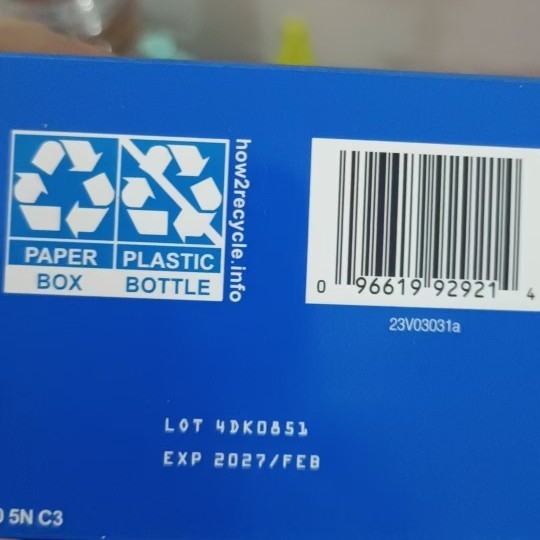 PAPER
BOX
PLASTIC
BOTTLE
how2recycle.info
0 96619 92921 4
23V03031a
LOT 4DK0851
EXP 2027/FEB
5N C3